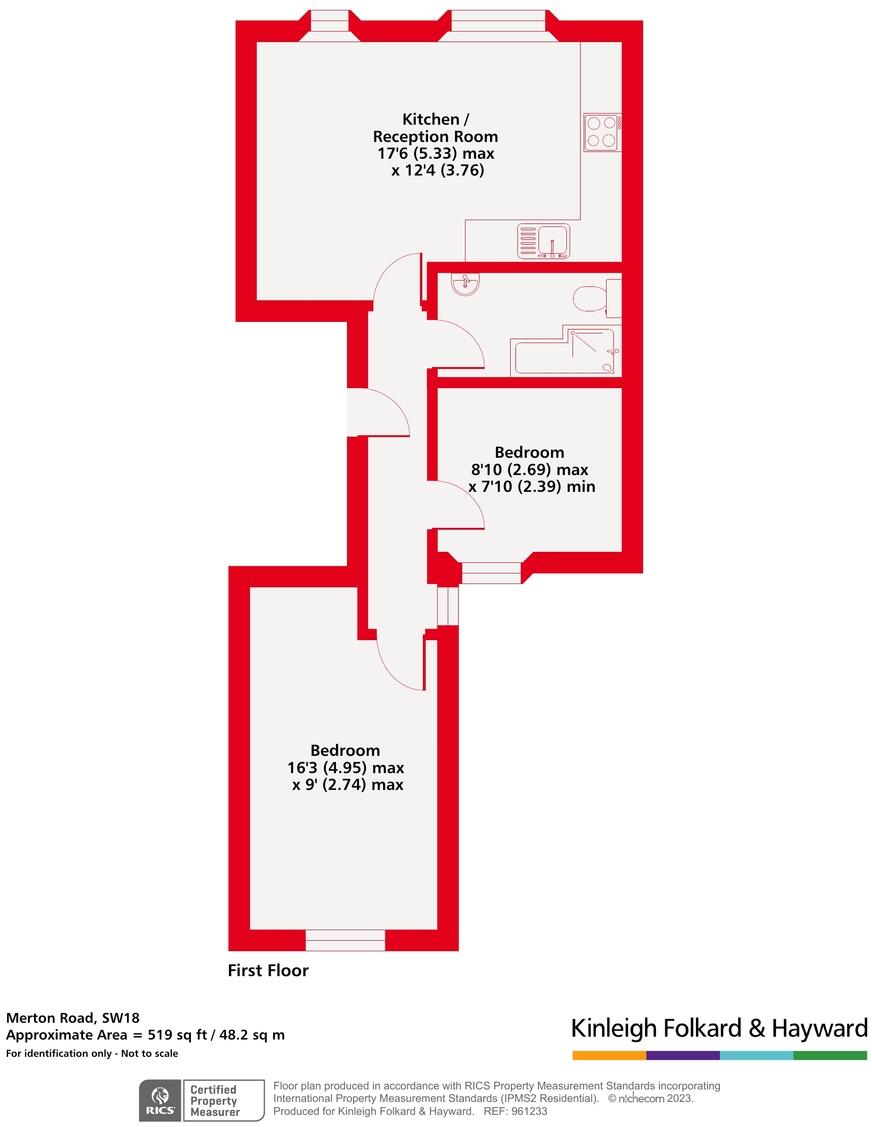 Kitchen /
Reception Room
17'6 (5.33) max
x 12'4 (3.76)
Bedroom
8'10 (2.69) max
x 7'10 (2.39) min
Bedroom
16'3 (4.95) max
x 9' (2.74) max
First Floor
Merton Road, SW18
Approximate Area = 519 sq ft / 48.2 sq m
For identification only - Not to scale
Kinleigh Folkard & Hayward
RICS
Certified
Property
Measurer
Floor plan produced in accordance with RICS Property Measurement Standards incorporating
International Property Measurement Standards (IPMS2 Residential). © nichecom 2023.
Produced for Kinleigh Folkard & Hayward. REF: 961233